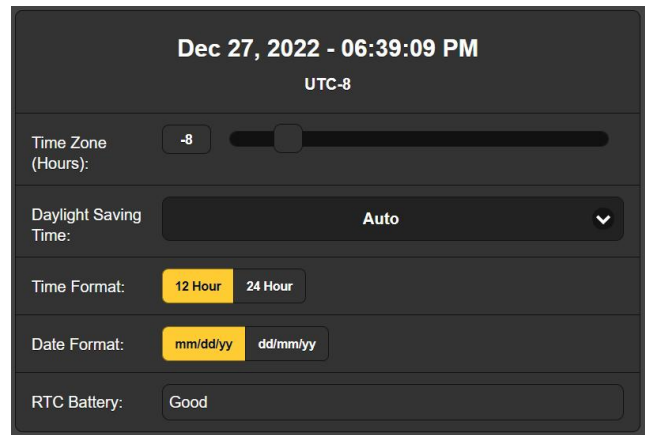 Dec 27, 2022 - 06:39:09 PM
UTC-8
Time Zone
(Hours):
-8
Daylight Saving
Time:
Auto
Time Format:
12 Hour
24 Hour
Date Format:
mm/dd/yy
dd/mm/yy
RTC Battery:
Good